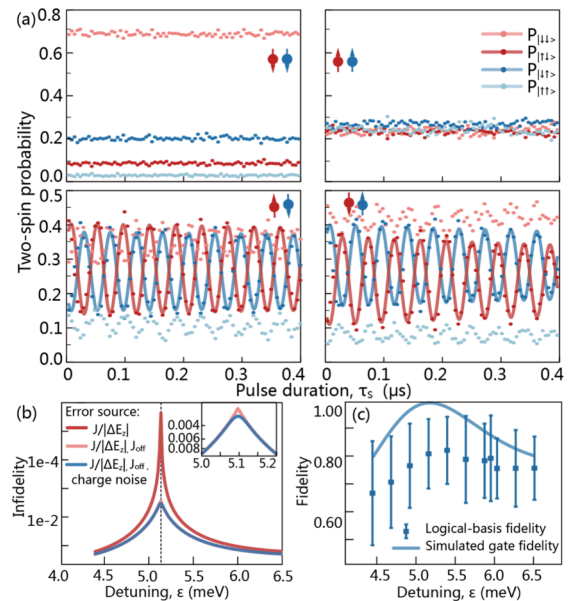 (a)
0.8
0.6
0.4
0.2
0.0
P|↓↓>
P|↑↓>
P|↓↑>
P|↑↑>
Two-spin probability
0.5
0.4
0.3
0.2
0.1
0.0
0 0.1 0.2 0.3 0.4
0 0.1 0.2 0.3 0.4
Pulse duration, τs (μs)
(b)
Error source:
J/|ΔEz|
J/|ΔEz|, Joff
J/|ΔEz|, Joff ,
charge noise
0.004
0.006
0.008
5.0 5.1 5.2
Infidelity
1e-4
1e-2
4.0 4.5 5.0 5.5 6.0 6.5
Detuning, ε (meV)
(c)
Fidelity
1.00
0.80
0.60
Logical-basis fidelity
Simulated gate fidelity
4.5 5.0 5.5 6.0 6.5
Detuning, ε (meV)